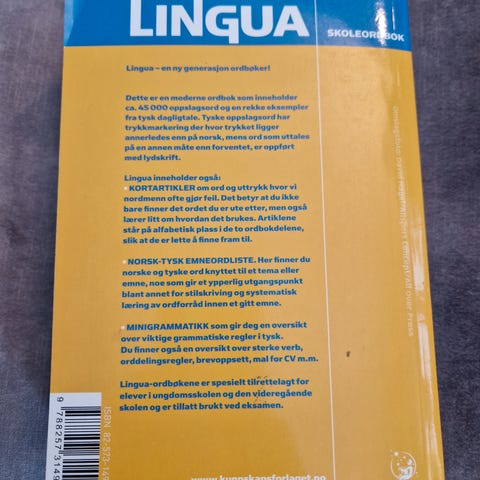 LINGUA
SKOLEORDBOK
Lingua – en ny generasjon ordbøker!
Dette er en moderne ordbok som inneholder
ca. 45 000 oppslagsord og en rekke eksempler
fra tysk dagligtale. Tyske oppslagsord har
trykkmarkering der hvor trykket ligger
annerledes enn på norsk, mens ord som uttales
på en annen måte enn forventet, er oppført
med lydskrift.
Lingua inneholder også:
• KORTARTIKLER om ord og uttrykk hvor vi
nordmenn ofte gjør feil. Det betyr at du ikke
bare finner det ordet du er ute etter, men også
lærer litt om hvordan det brukes. Artiklene
står på alfabetisk plass i de to ordbokdelene,
slik at de er lette å finne fram til.
• NORSK-TYSK EMNEORDLISTE. Her finner du
norske og tyske ord knyttet til et tema eller
emne, noe som gir et ypperlig utgangspunkt
blant annet for stilskriving og systematisk
læring av ordforråd innen et gitt emne.
• MINIGRAMMATIKK som gir deg en oversikt
over viktige grammatiske regler i tysk.
Du finner også en oversikt over sterke verb,
orddelingsregler, brevoppsett, mal for CV m.m.
Lingua-ordbøkene er spesielt tilrettelagt for
elever i ungdomsskolen og den videregående
skolen og er tillatt brukt ved eksamen.
www.kunnskapsforlaget.no
ISBN 82-573-14
9 788257 3149